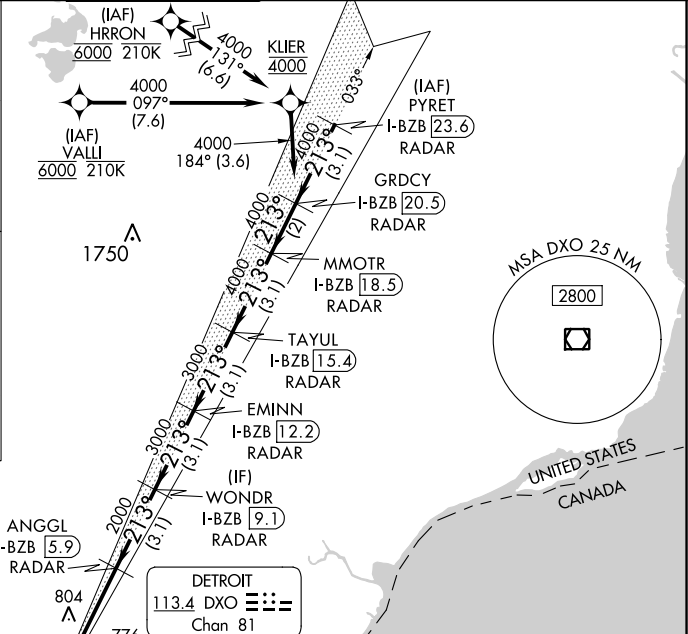 (IAF)
HRRON
6000 210K
4000
131°
(6.6)
KLIER
4000
4000
097°
(7.6)
(IAF)
VALLI
6000 210K
4000
184° (3.6)
033°
(IAF)
PYRET
I-BZB 23.6
RADAR
4000
213°
(3.1)
GRDCY
I-BZB 20.5
RADAR
4000
213°
(2)
1750
MMOTR
I-BZB 18.5
RADAR
4000
213°
(3.1)
TAYUL
I-BZB 15.4
RADAR
3000
213°
(3.1)
EMINN
I-BZB 12.2
RADAR
3000
213°
(3.1)
(IF)
WONDR
I-BZB 9.1
RADAR
2000
213°
(3.1)
ANGGL
-BZB 5.9
RADAR
804
776
DETROIT
113.4 DXO
Chan 81
MSA DXO 25 NM
2800
UNITED STATES
CANADA